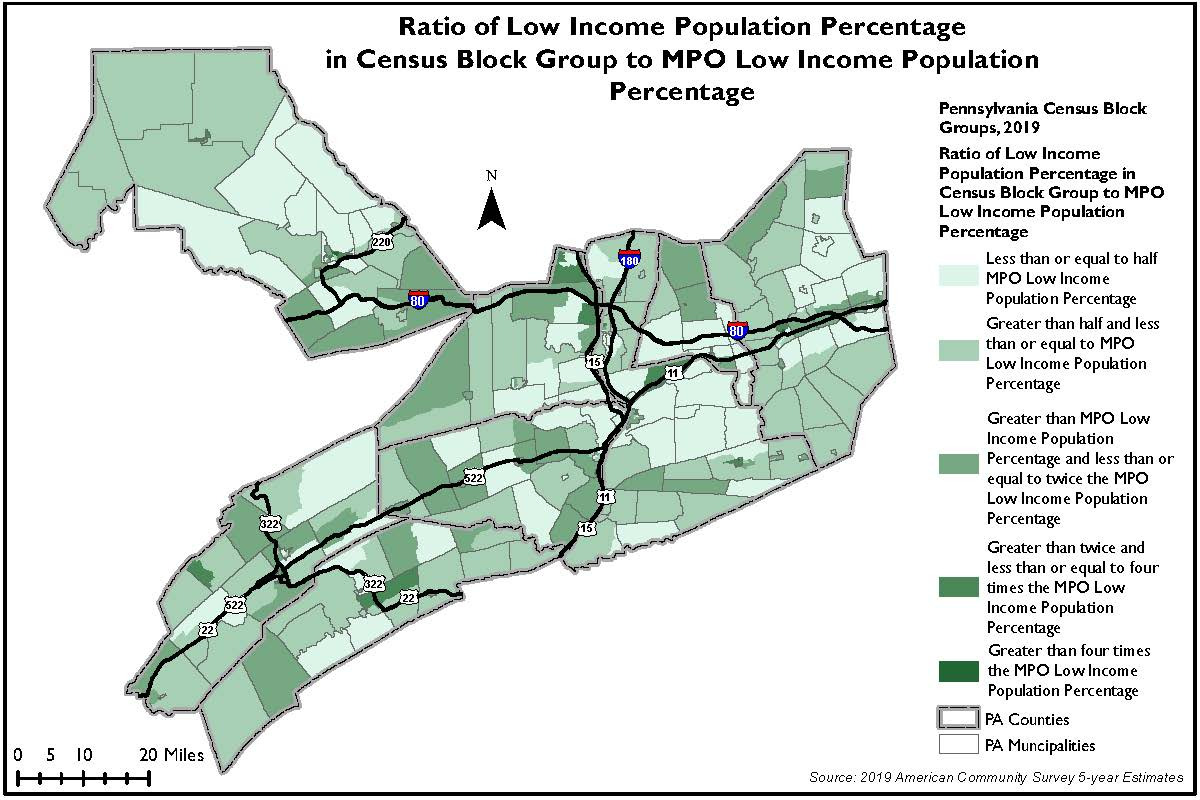 Ratio of Low Income Population Percentage
in Census Block Group to MPO Low Income Population
Percentage
Pennsylvania Census Block
Groups, 2019
Ratio of Low Income
Population Percentage in
Census Block Group to MPO
Low Income Population
Percentage
Less than or equal to half
MPO Low Income
Population Percentage
Greater than half and less
than or equal to MPO
Low Income Population
Percentage
Greater than MPO Low
Income Population
Percentage and less than or
equal to twice the MPO
Low Income Population
Percentage
Greater than twice and
less than or equal to four
times the MPO Low
Income Population
Percentage
Greater than four times
the MPO Low Income
Population Percentage
PA Counties
PA Muncipalities
N
220
80
180
80
15
11
522
11
15
322
322
22
522
22
0 5 10 20 Miles
Source: 2019 American Community Survey 5-year Estimates